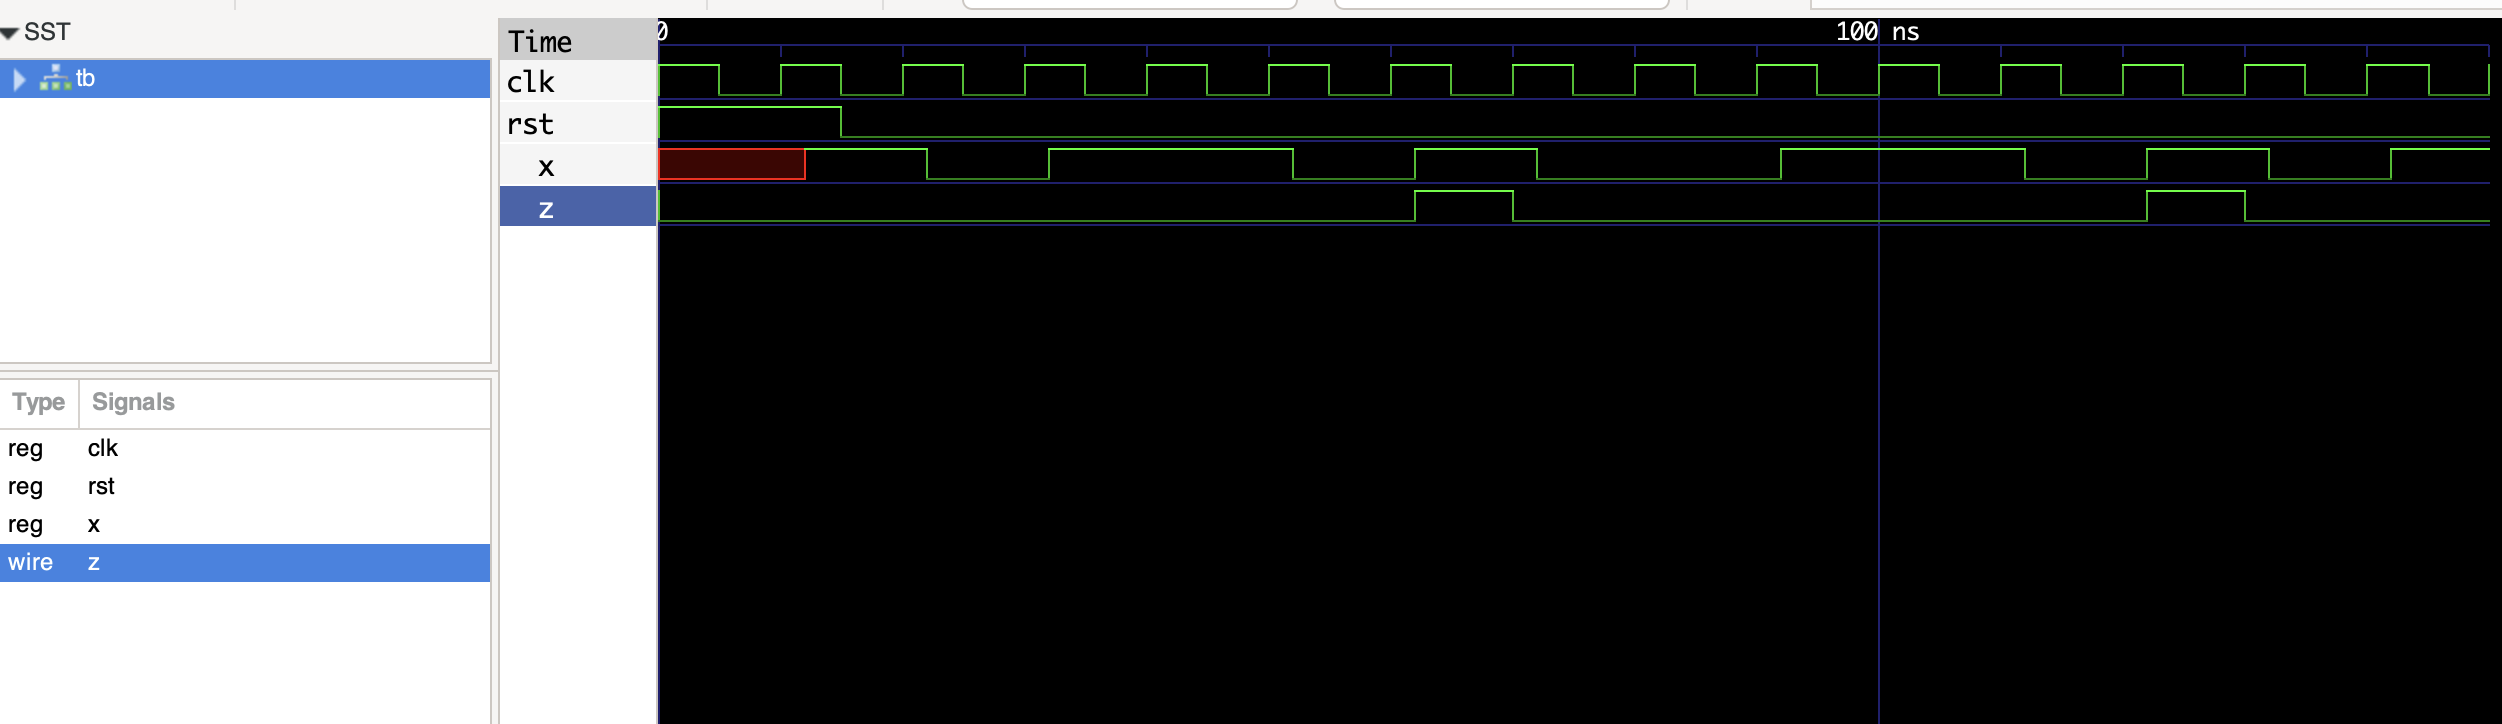 SST
tb
Type Signals
reg clk
reg rst
reg x
wire z
Time
clk
rst
x
z
0
100 ns